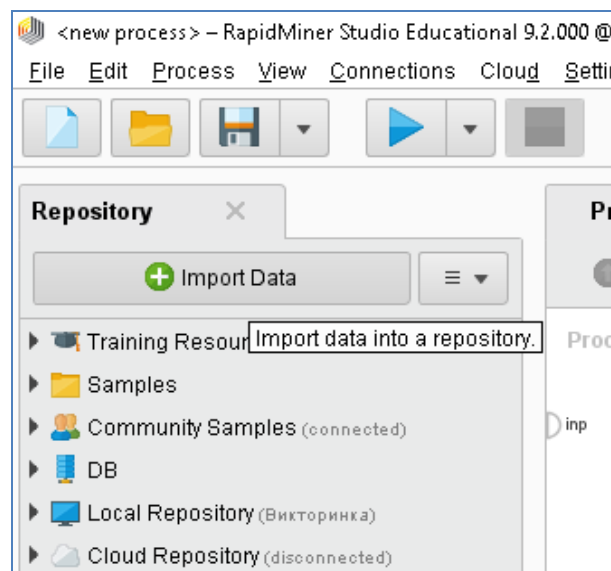 <new process> – RapidMiner Studio Educational 9.2.000 @
File Edit Process View Connections Cloud
Repository
Import Data
Training
Import data into a repository.
Samples
Community Samples (connected)
inp
DB
Local Repository (Викторинка)
Cloud Repository (disconnected)